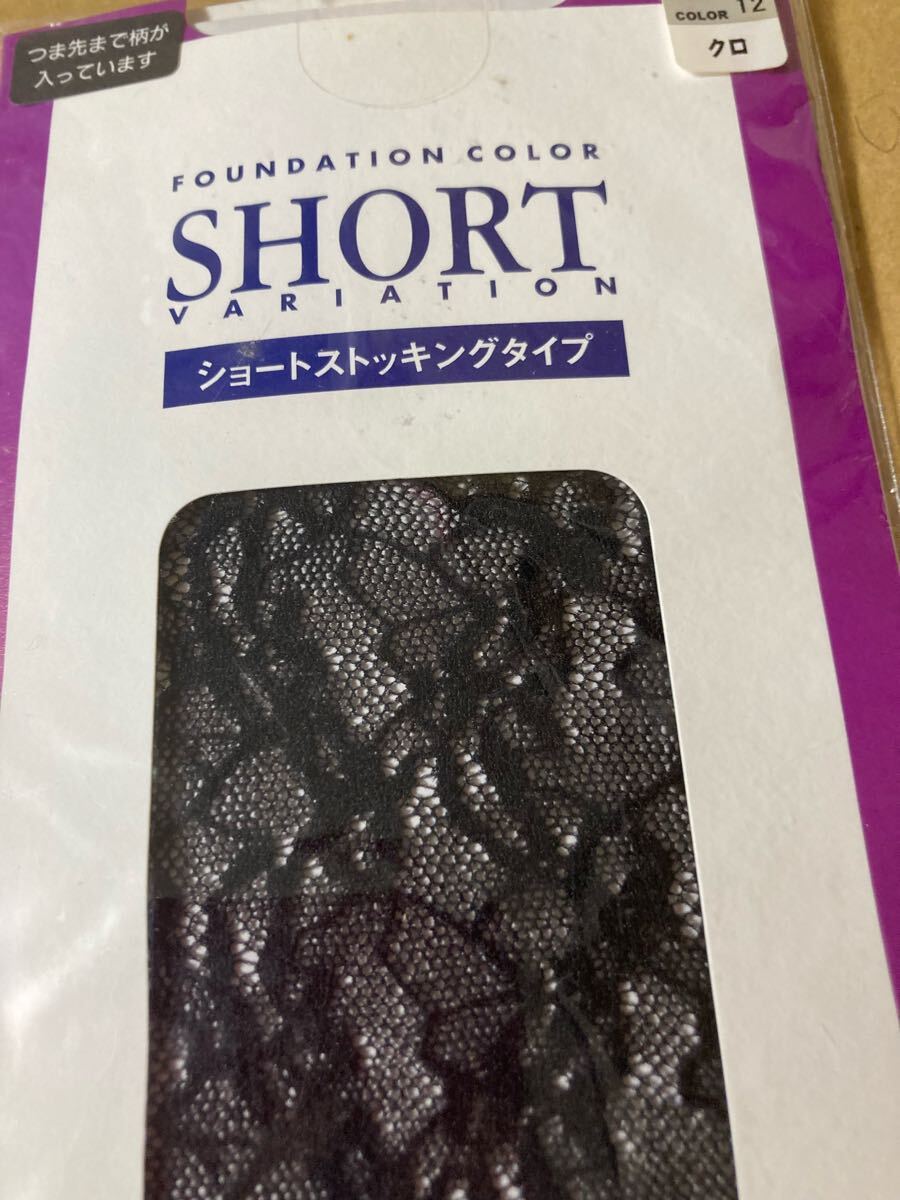 つま先まで柄が
入っています
COLOR 12
クロ
FOUNDATION COLOR
SHORT
VARIATION
ショートストッキングタイプ